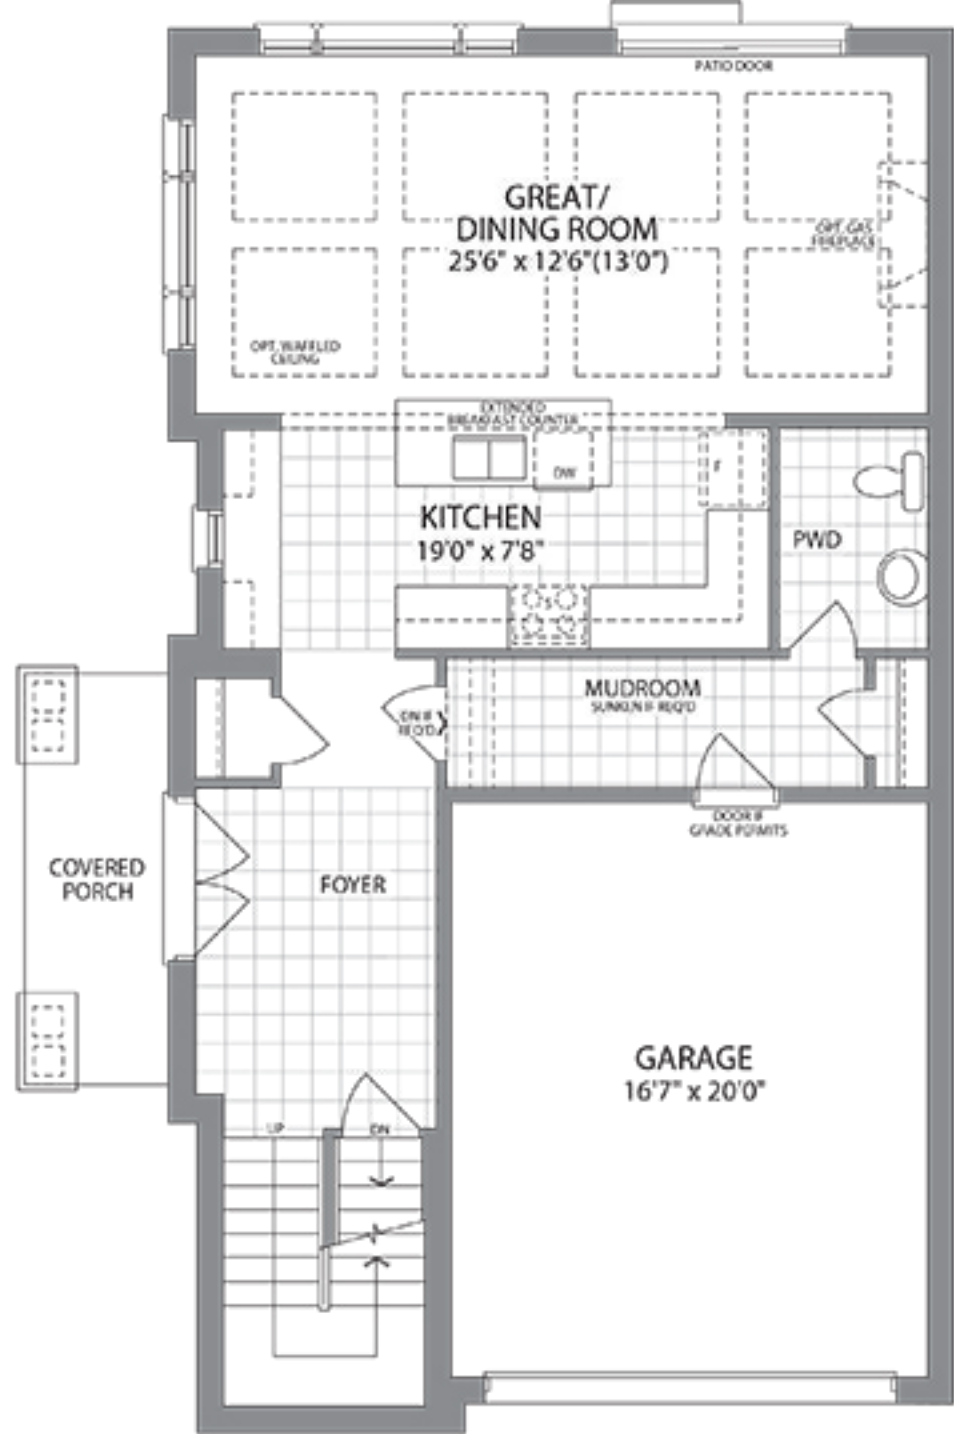 PATIO DOOR
GREAT/
DINING ROOM
25'6" x 12'6"(13'0")
OPT. GAS
FIREPLACE
OPT. WAFFLED
CEILING
EXTENDED
BREAKFAST COUNTER
DW
F
KITCHEN
19'0" x 7'8"
PWD
S
MUDROOM
SUNKEN IF REQ'D
DN IF
REQ'D
DOOR IF
GRADE PERMITS
COVERED
PORCH
FOYER
GARAGE
16'7" x 20'0"
UP
DN